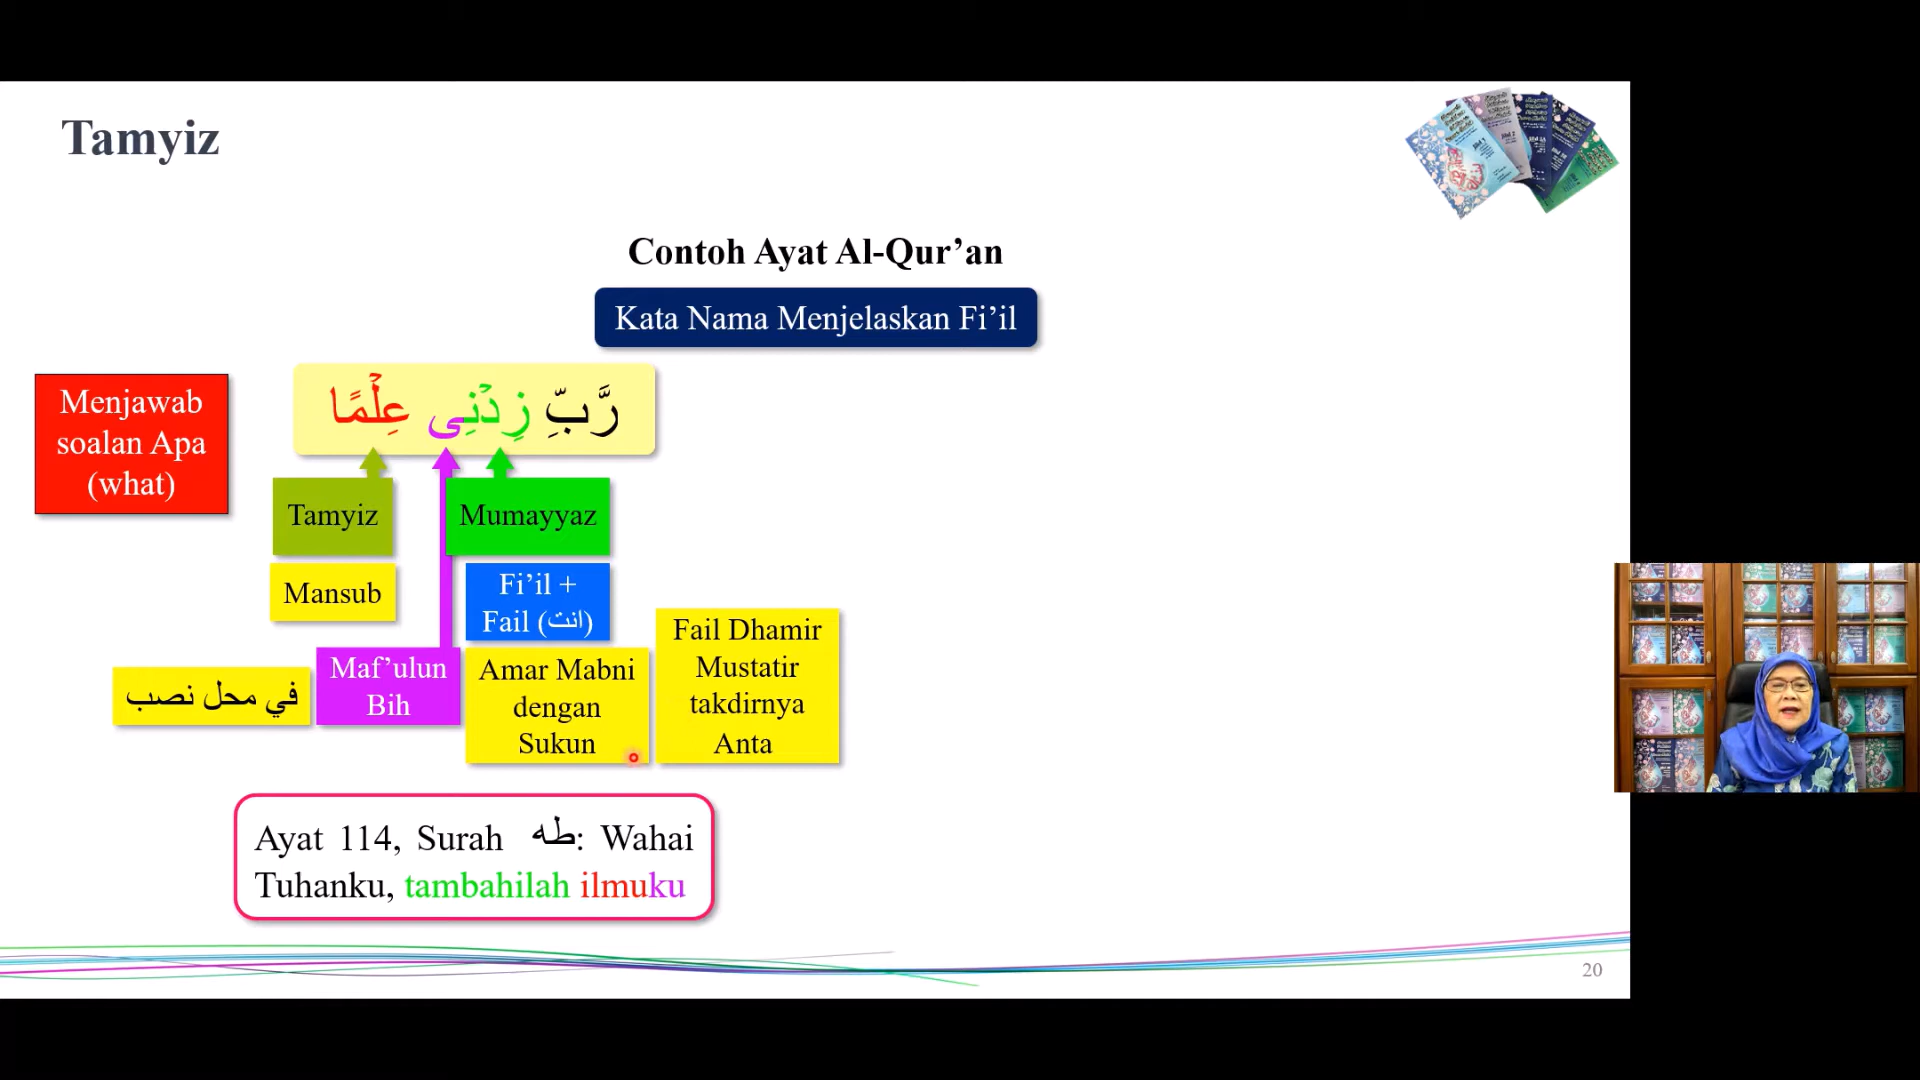 Tamyiz
Contoh Ayat Al-Qur’an
Kata Nama Menjelaskan Fi’il
Menjawab
soalan Apa
(what)
رَّبِّ زِدۡنِى عِلۡمًا
Tamyiz
Mumayyaz
Mansub
Fi’il +
Fail (انت)
Fail Dhamir
Mustatir
takdirnya
Anta
في محل نصب
Maf’ulun
Bih
Amar Mabni
dengan
Sukun
Ayat 114, Surah طه: Wahai
Tuhanku, tambahilah ilmuku
20